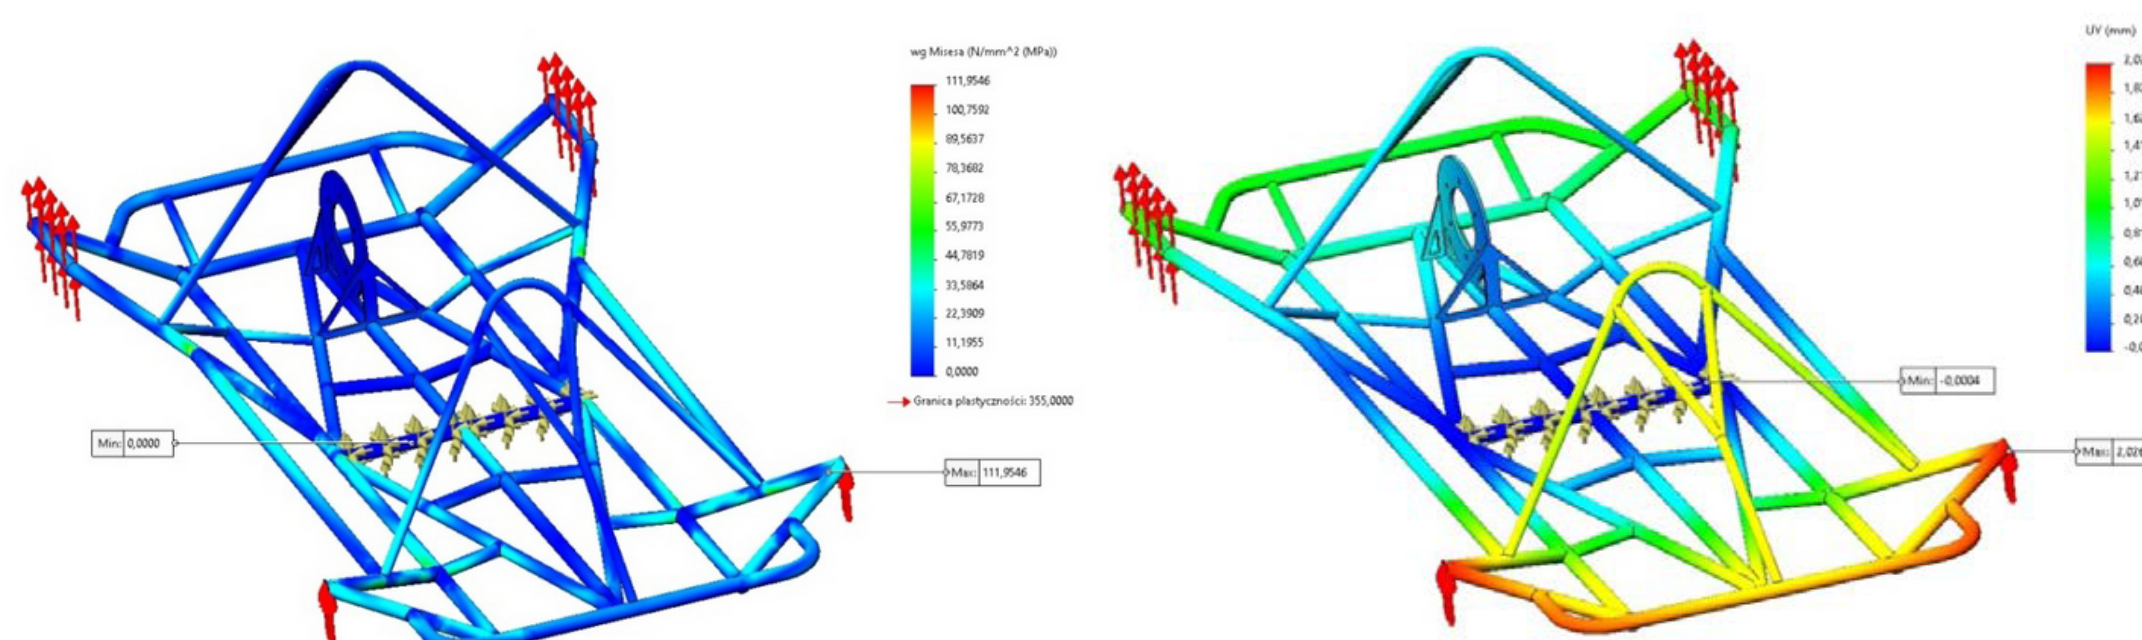 wg Misesa (N/mm^2 (MPa))
111,9546
100,7592
89,5637
78,3682
67,1728
55,9773
44,7819
33,5864
22,3909
11,1955
0,0000
Granica plastyczności: 355,0000
Min: 0,0000
Max: 111,9546
UY (mm)
Min: -0,0004
Max: